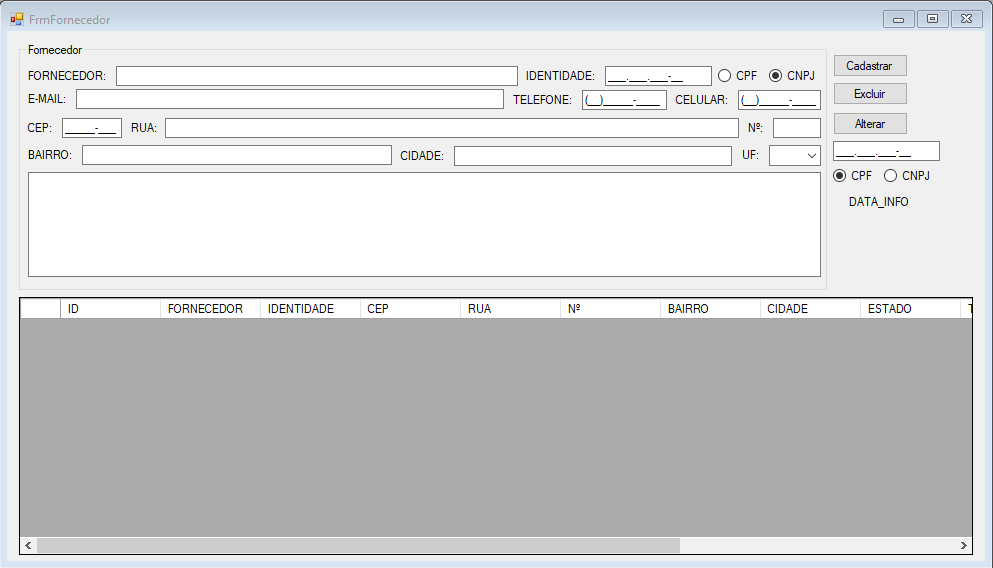 FrmFornecedor
Fornecedor
FORNECEDOR: IDENTIDADE: ___.___.___-__ CPF CNPJ Cadastrar
E-MAIL: TELEFONE: (__)_____-____ CELULAR: (__)_____-____ Excluir
CEP: _____-___ RUA: Nº: Alterar
BAIRRO: CIDADE: UF: ___.___.___-__
CPF CNPJ
DATA_INFO
ID FORNECEDOR IDENTIDADE CEP RUA Nº BAIRRO CIDADE ESTADO